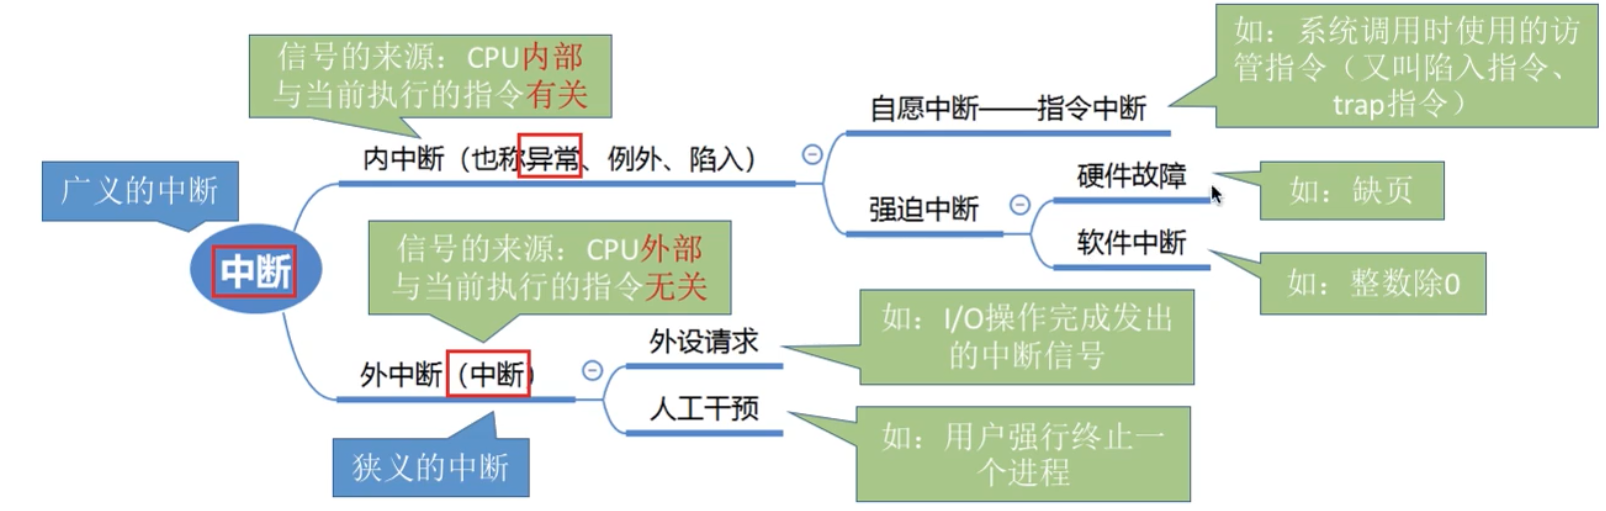 如：系统调用时使用的访
管指令（又叫陷入指令、
trap指令）
信号的来源：CPU内部
与当前执行的指令有关
自愿中断——指令中断
内中断（也称异常、例外、陷入）
硬件故障
如：缺页
广义的中断
强迫中断
软件中断
如：整数除0
中断
信号的来源：CPU外部
与当前执行的指令无关
外设请求
如：I/O操作完成发出
的中断信号
外中断（中断）
人工干预
如：用户强行终止一
个进程
狭义的中断